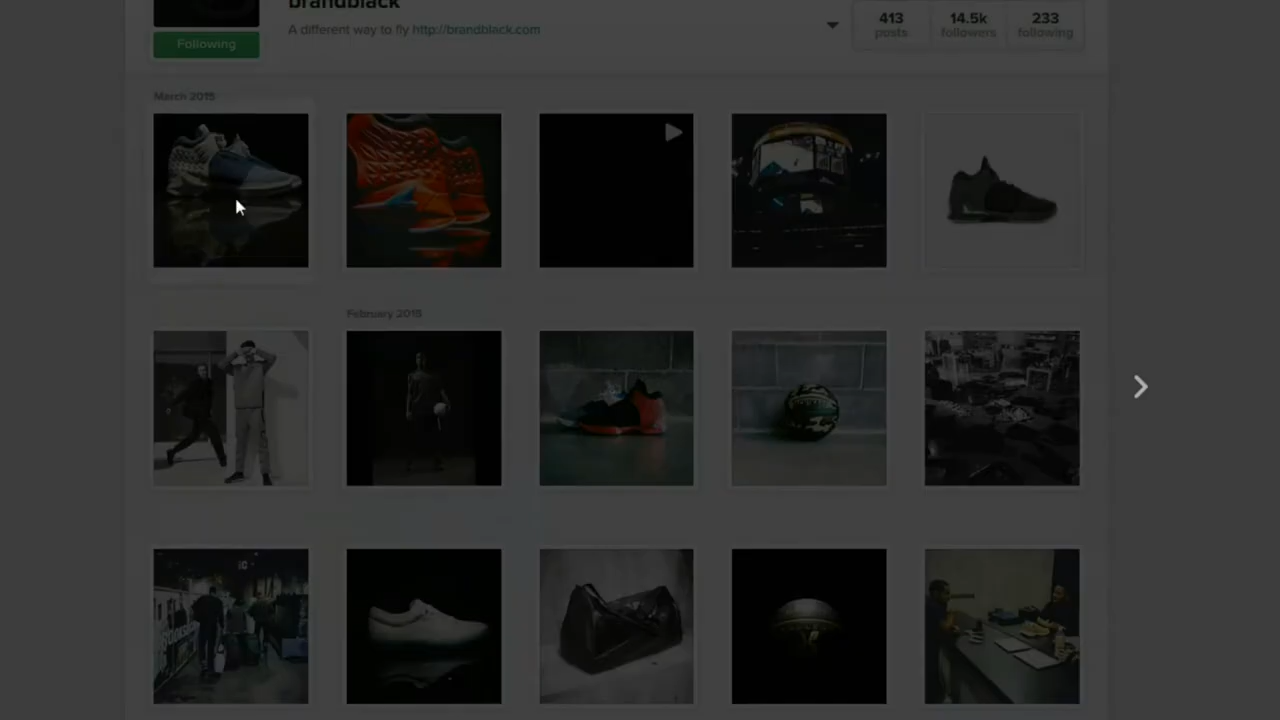 brandblack
A different way to fly http://brandblack.com
413 posts
14.5k followers
233 following
Following
March 2015
February 2015